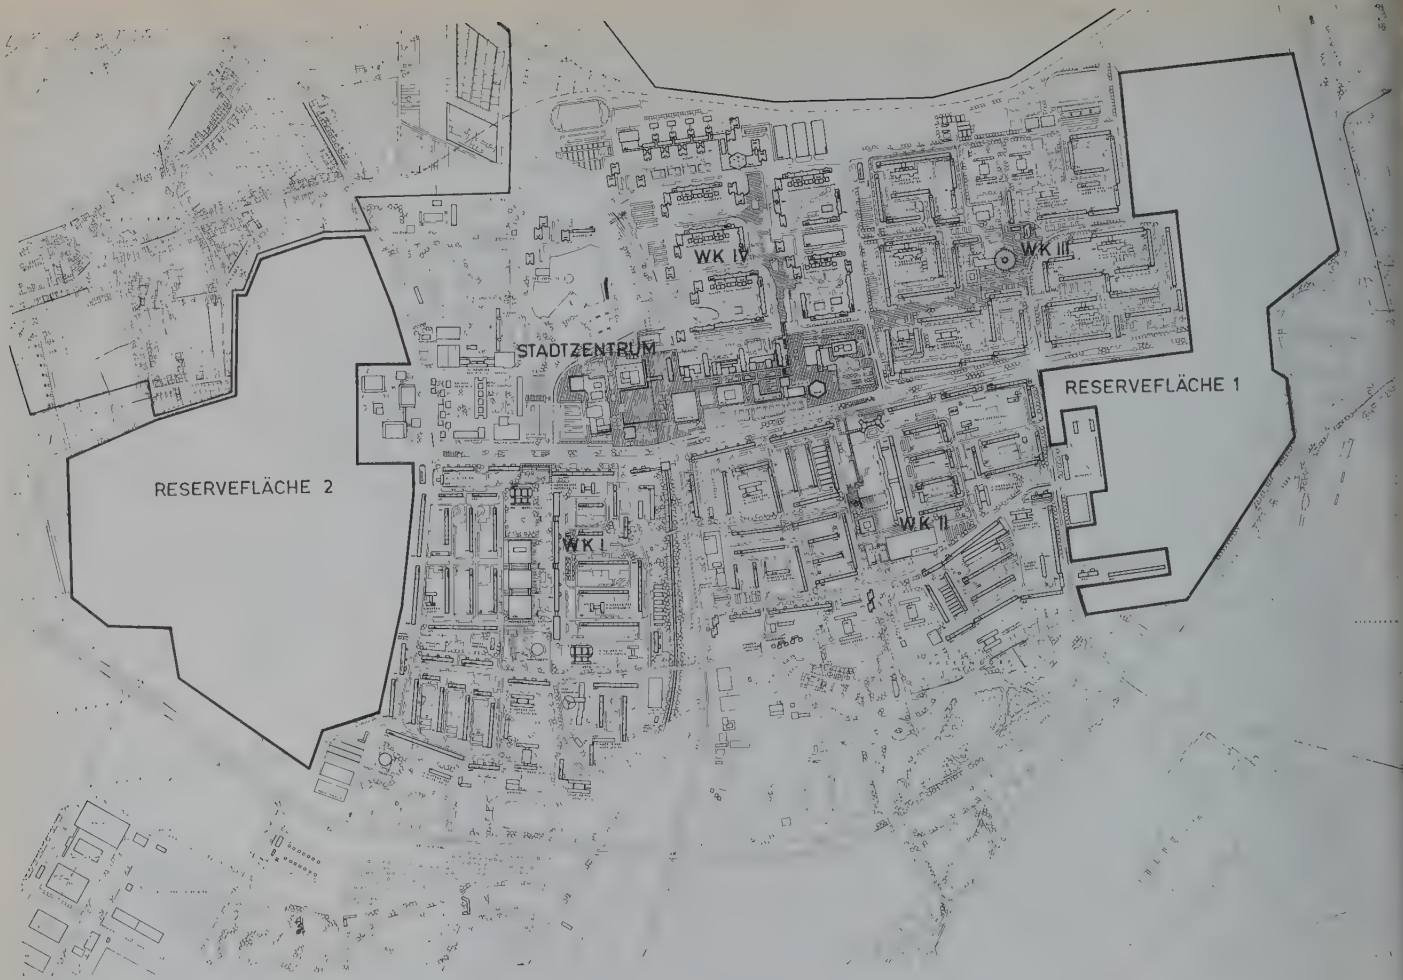 WK IV
WK III
STADTZENTRUM
RESERVEFLÄCHE 1
RESERVEFLÄCHE 2
WK II
WK I